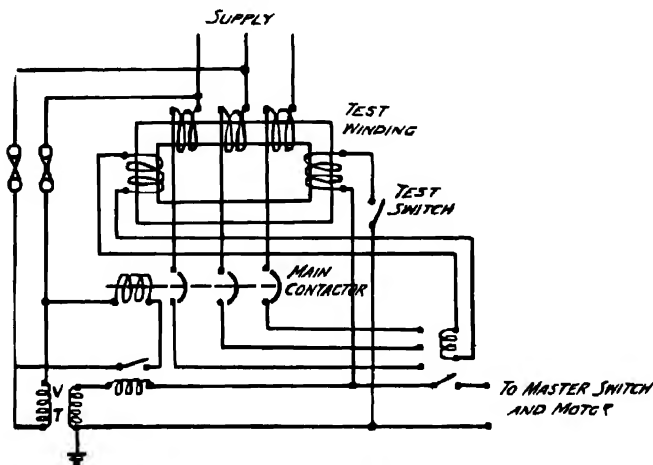 SUPPLY
TEST
WINDING
TEST
SWITCH
MAIN
CONTACTOR
V
T
TO MASTER SWITCH
AND MOTOR